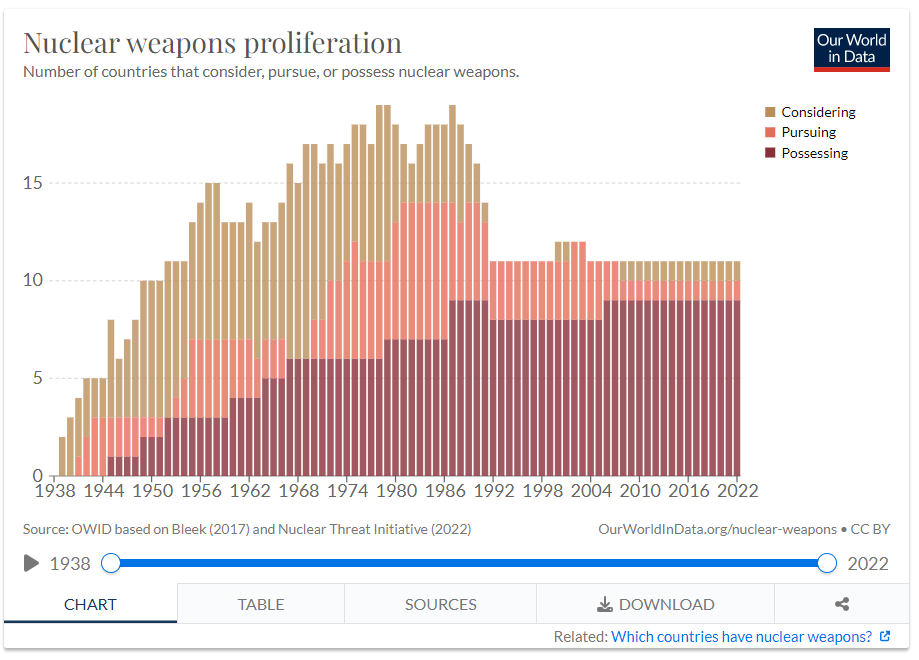 Nuclear weapons proliferation
Number of countries that consider, pursue, or possess nuclear weapons.
Our World
in Data
Considering
Pursuing
Possessing
15
10
5
0
1938 1944 1950 1956 1962 1968 1974 1980 1986 1992 1998 2004 2010 2016 2022
Source: OWID based on Bleek (2017) and Nuclear Threat Initiative (2022)
OurWorldInData.org/nuclear-weapons • CC BY
1938
2022
CHART
TABLE
SOURCES
DOWNLOAD
Related: Which countries have nuclear weapons?